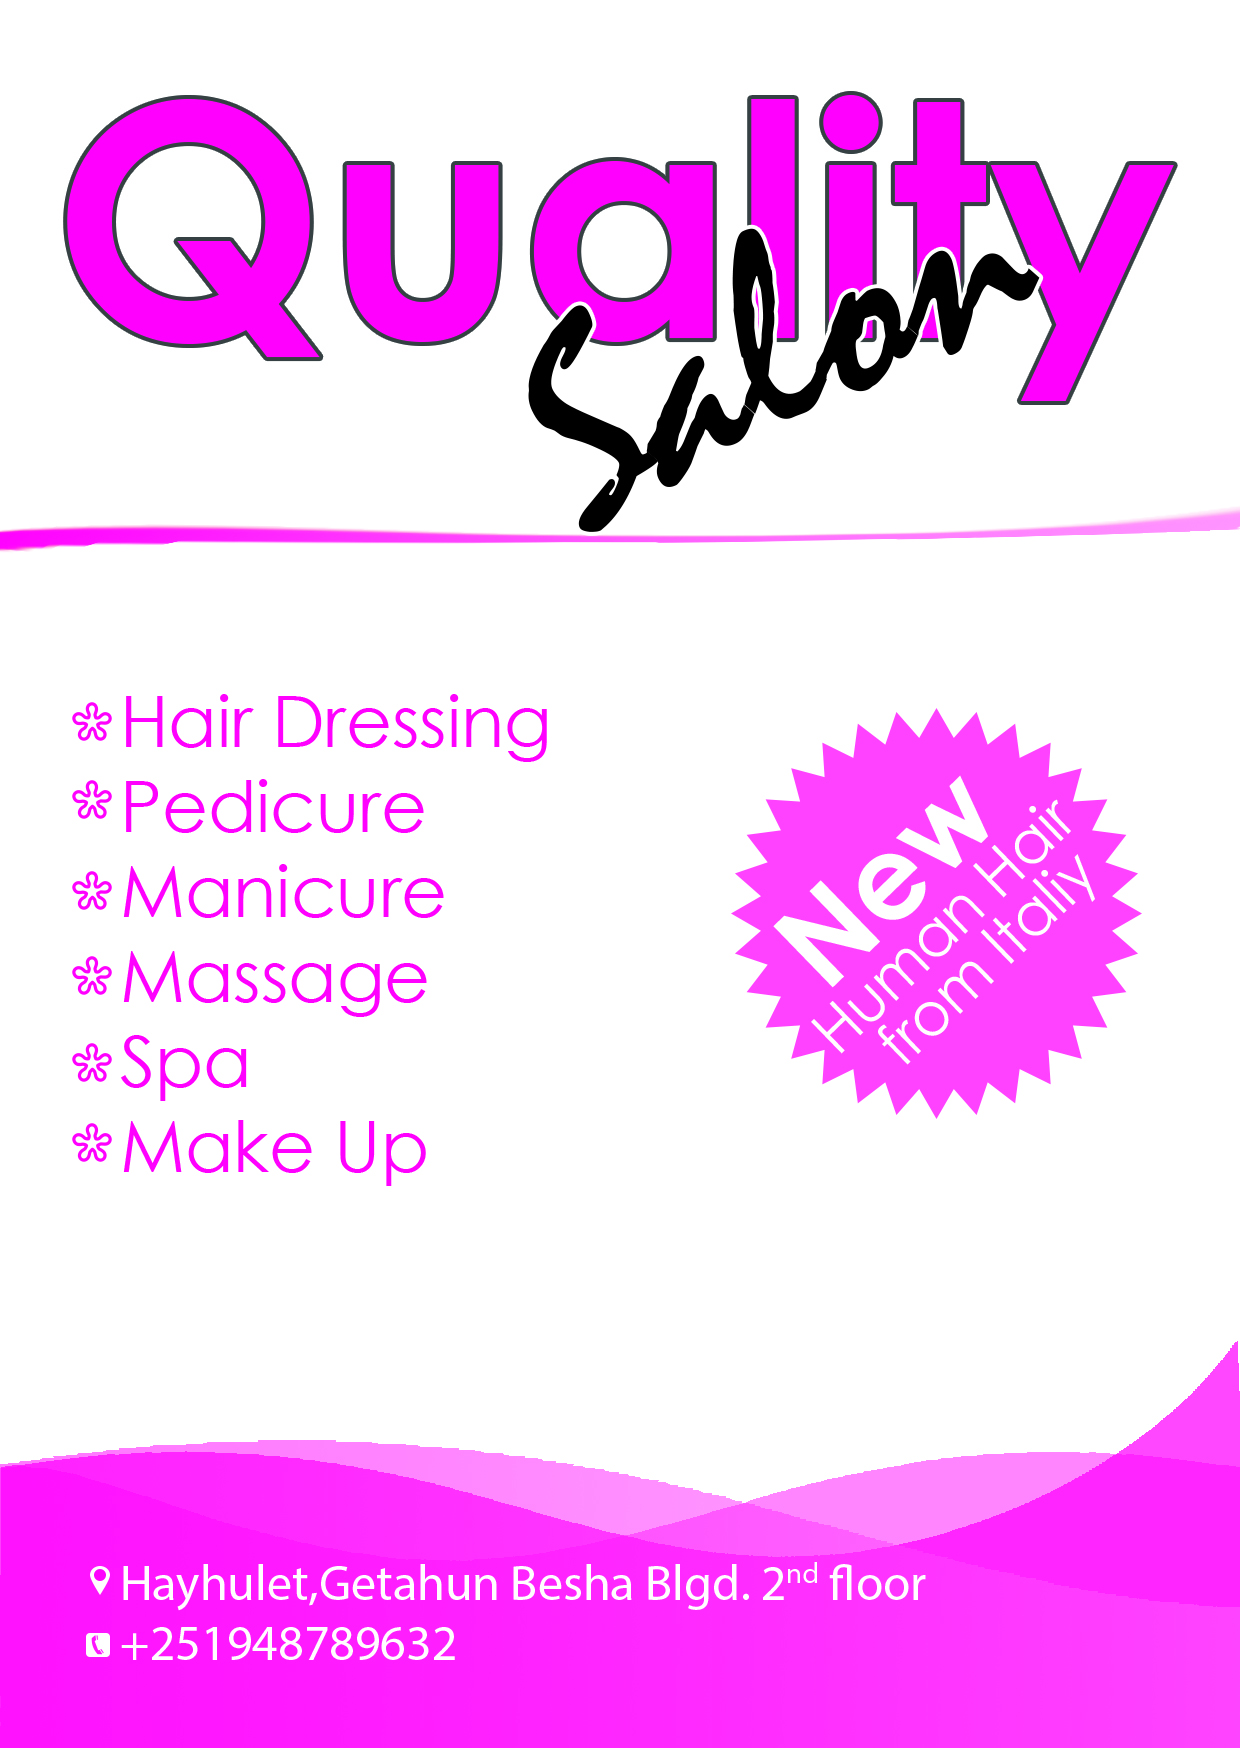 Quality
Salon
Hair Dressing
Pedicure
Manicure
Massage
Spa
Make Up
New
Human Hair
from Italiy
Hayhulet,Getahun Besha Blgd. 2nd floor
+251948789632